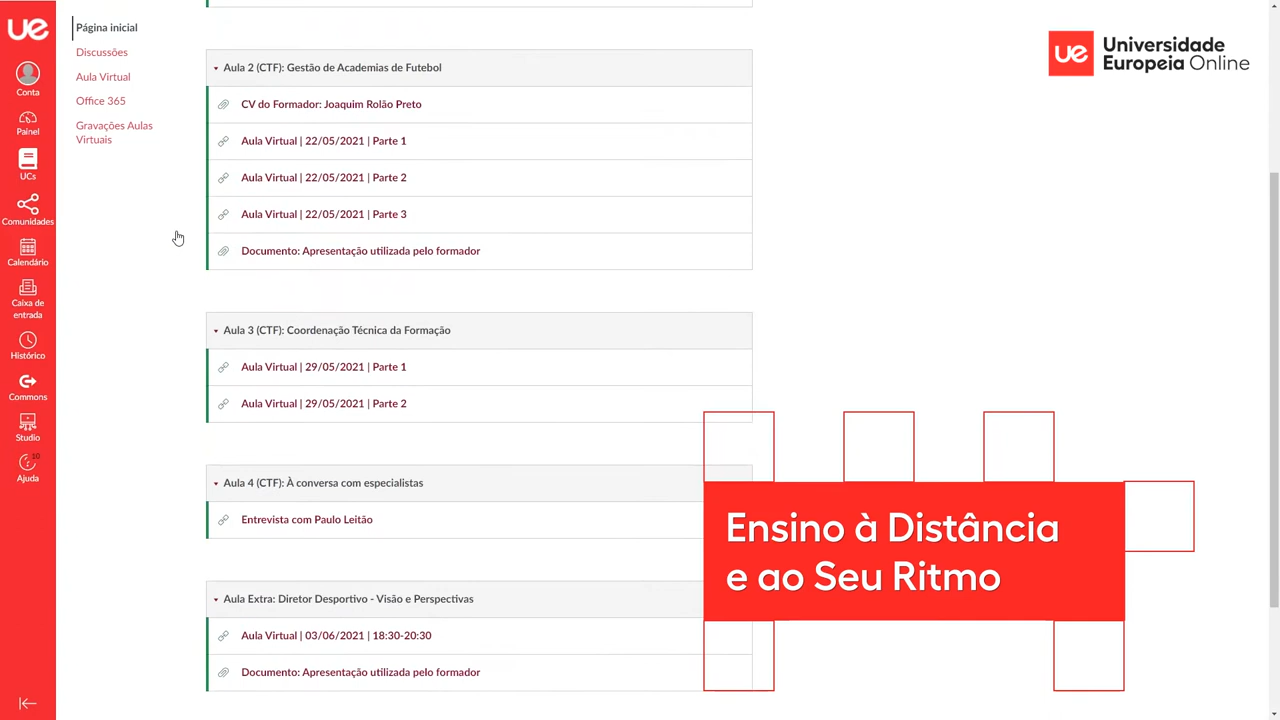 ue
Conta
Painel
UCs
Comunidades
Calendário
Caixa de
entrada
Histórico
Commons
Studio
10
Ajuda
Página inicial
Discussões
Aula Virtual
Office 365
Gravações Aulas
Virtuais
Aula 2 (CTF): Gestão de Academias de Futebol
CV do Formador: Joaquim Rolão Preto
Aula Virtual | 22/05/2021 | Parte 1
Aula Virtual | 22/05/2021 | Parte 2
Aula Virtual | 22/05/2021 | Parte 3
Documento: Apresentação utilizada pelo formador
Aula 3 (CTF): Coordenação Técnica da Formação
Aula Virtual | 29/05/2021 | Parte 1
Aula Virtual | 29/05/2021 | Parte 2
Aula 4 (CTF): À conversa com especialistas
Entrevista com Paulo Leitão
Aula Extra: Diretor Desportivo - Visão e Perspectivas
Aula Virtual | 03/06/2021 | 18:30-20:30
Documento: Apresentação utilizada pelo formador
ue
Universidade
Europeia Online
Ensino à Distância
e ao Seu Ritmo